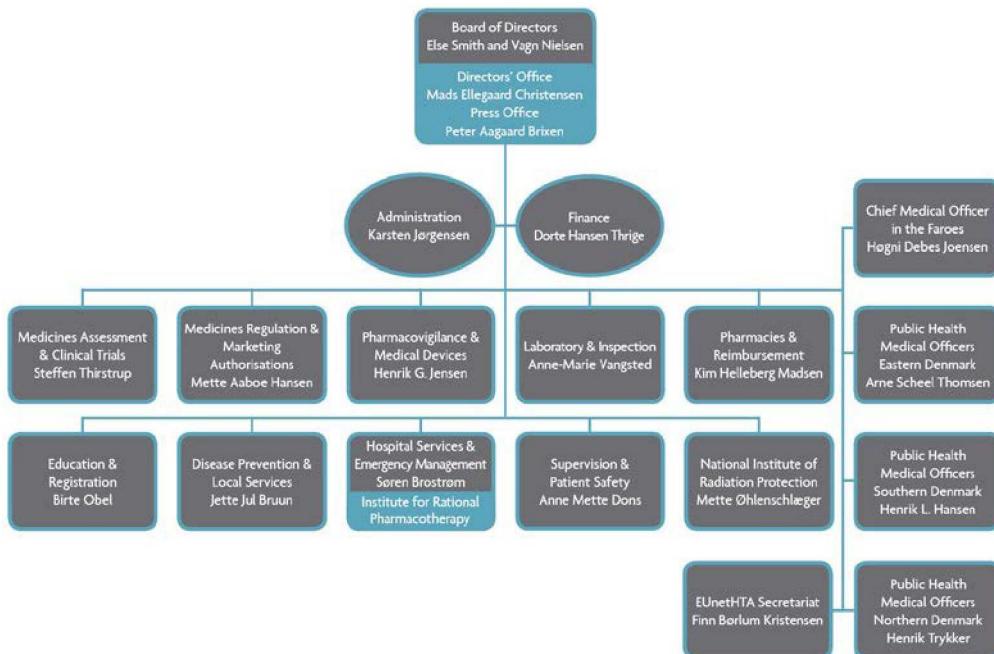 Board of Directors
Else Smith and Vagn Nielsen
Directors' Office
Mads Ellegaard Christensen
Press Office
Peter Aagaard Brixen
Administration
Karsten Jørgensen
Finance
Dorte Hansen Thrige
Chief Medical Officer
in the Faroes
Høgni Debes Joensen
Medicines Assessment
& Clinical Trials
Steffen Thirstrup
Medicines Regulation &
Marketing
Authorisations
Mette Aaboe Hansen
Pharmacovigilance &
Medical Devices
Henrik G. Jensen
Laboratory & Inspection
Anne-Marie Vangsted
Pharmacies &
Reimbursement
Kim Helleberg Madsen
Public Health
Medical Officers
Eastern Denmark
Arne Scheel Thomsen
Education &
Registration
Birte Obel
Disease Prevention &
Local Services
Jette Jul Bruun
Hospital Services &
Emergency Management
Søren Brostrøm
Institute for Rational
Pharmacotherapy
Supervision &
Patient Safety
Anne Mette Dons
National Institute of
Radiation Protection
Mette Øhlenschlæger
Public Health
Medical Officers
Southern Denmark
Henrik L. Hansen
EUnetHTA Secretariat
Finn Børlum Kristensen
Public Health
Medical Officers
Northern Denmark
Henrik Trykker